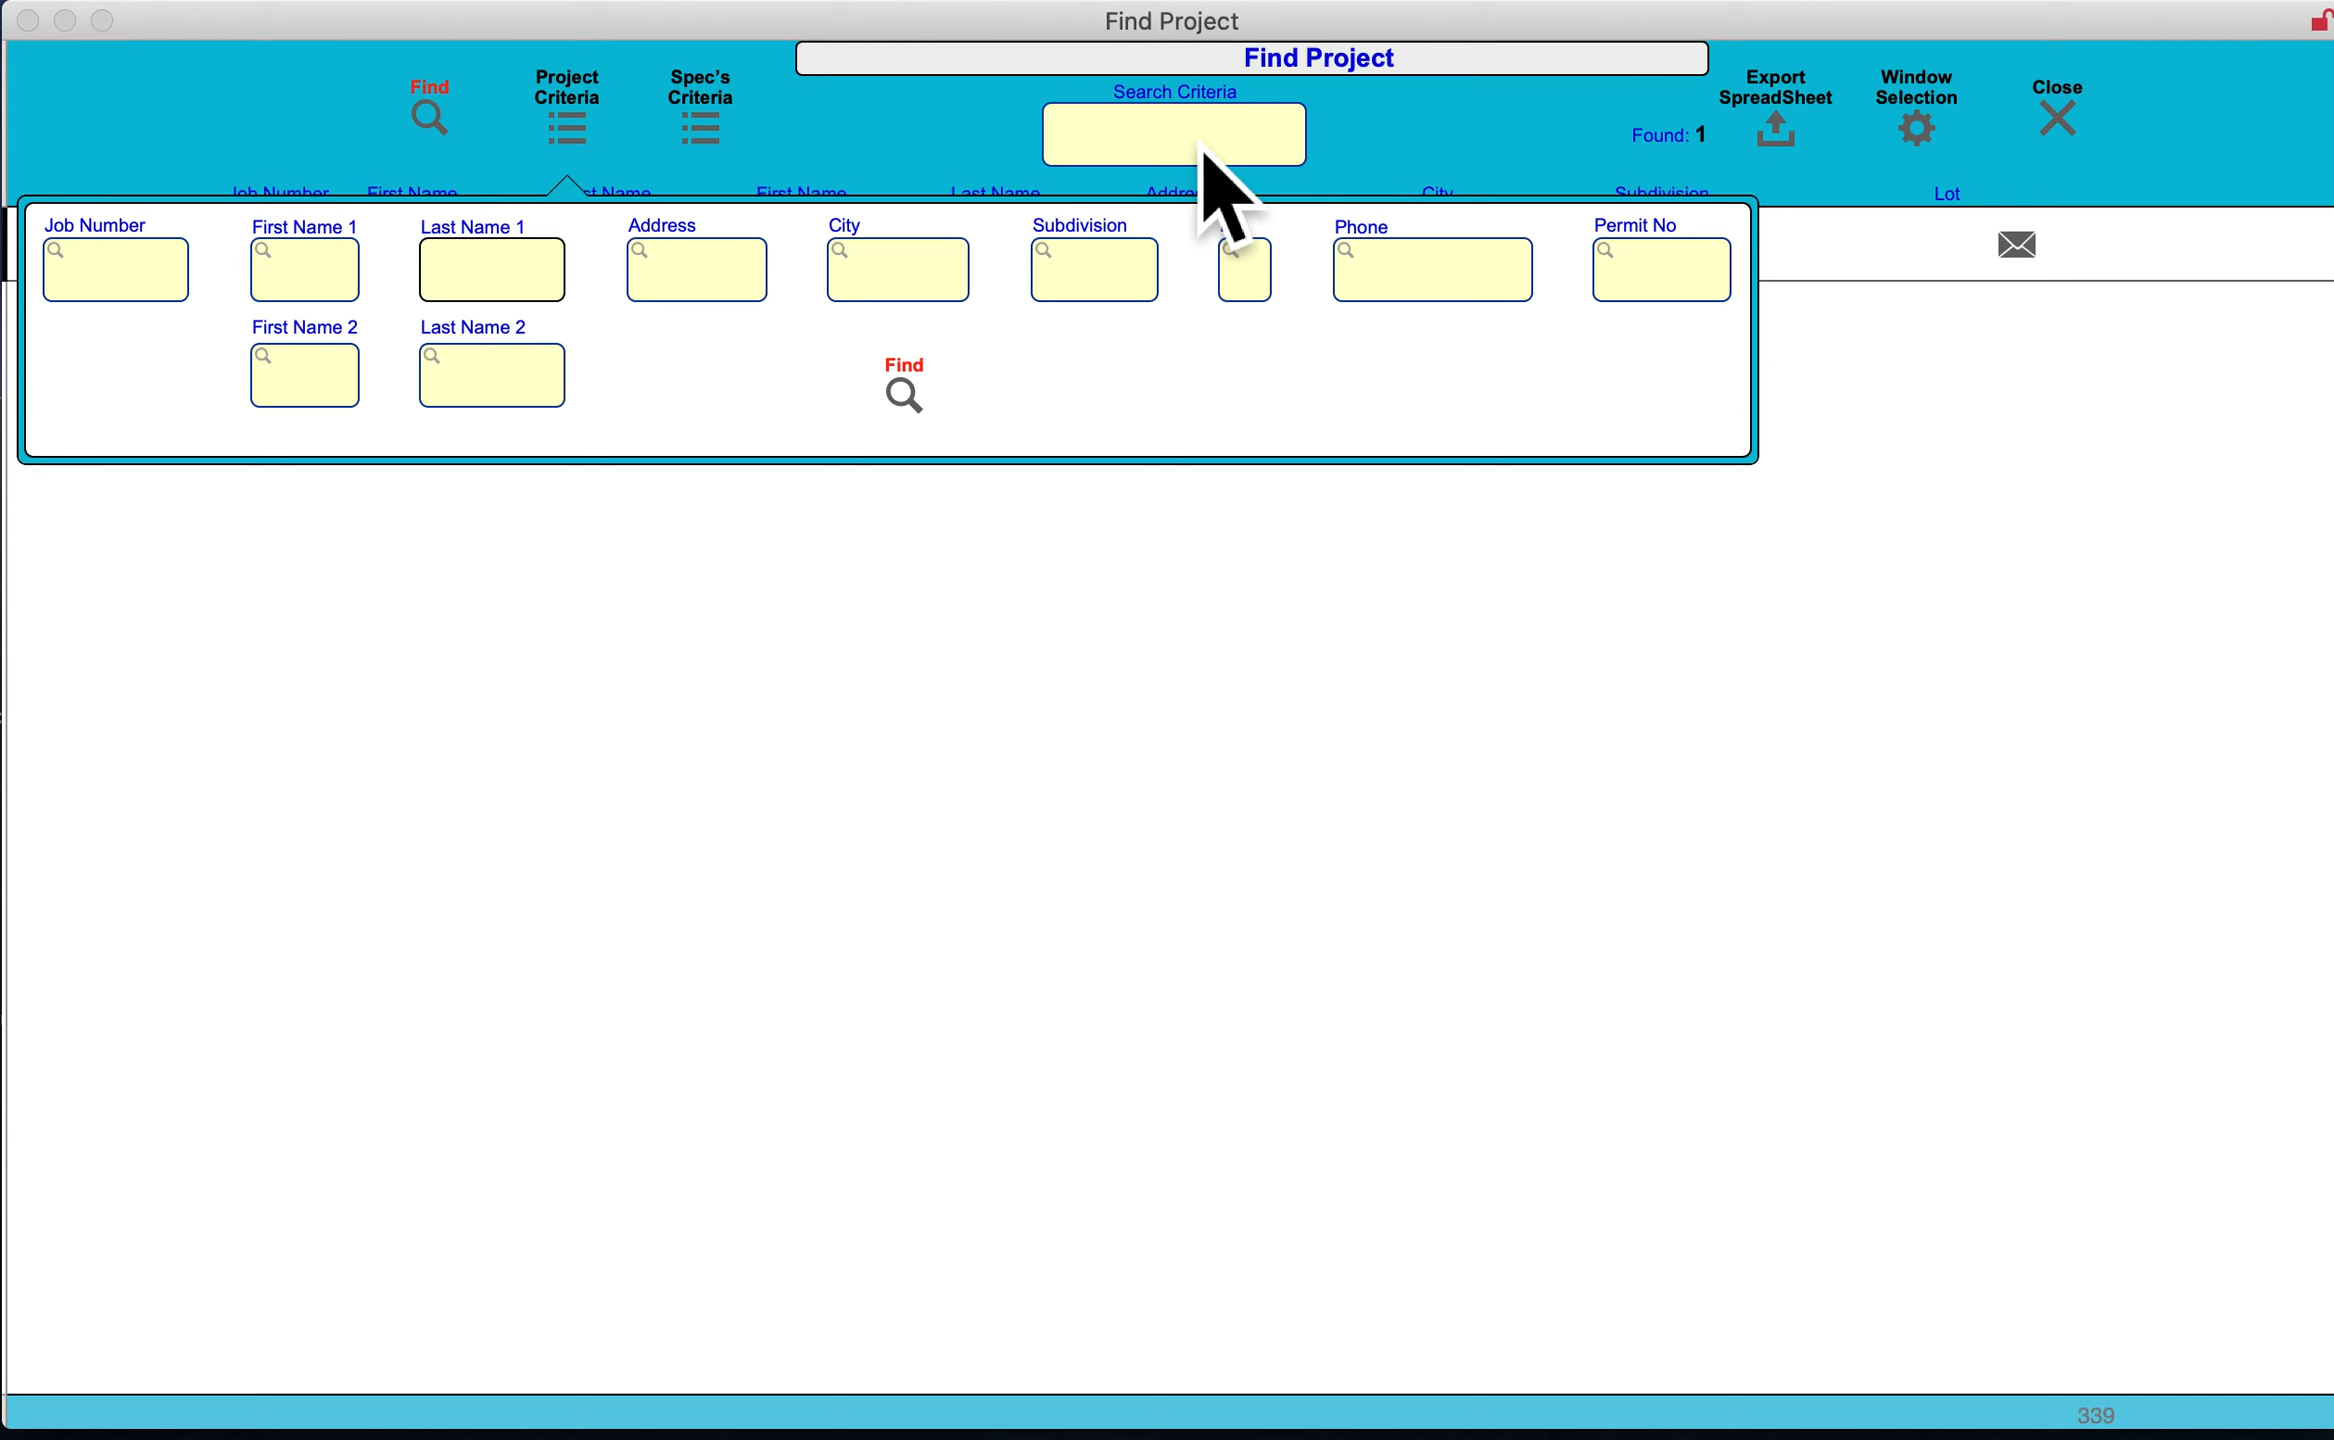 Find Project
Find Project
Find
Project
Criteria
Spec's
Criteria
Search Criteria
Found: 1
Export
SpreadSheet
Window
Selection
Close
Job Number First Name st Name First Name Last Name City Subdivision Lot
Job Number First Name 1 Last Name 1 Address City Subdivision Phone Permit No
First Name 2 Last Name 2
Find
339